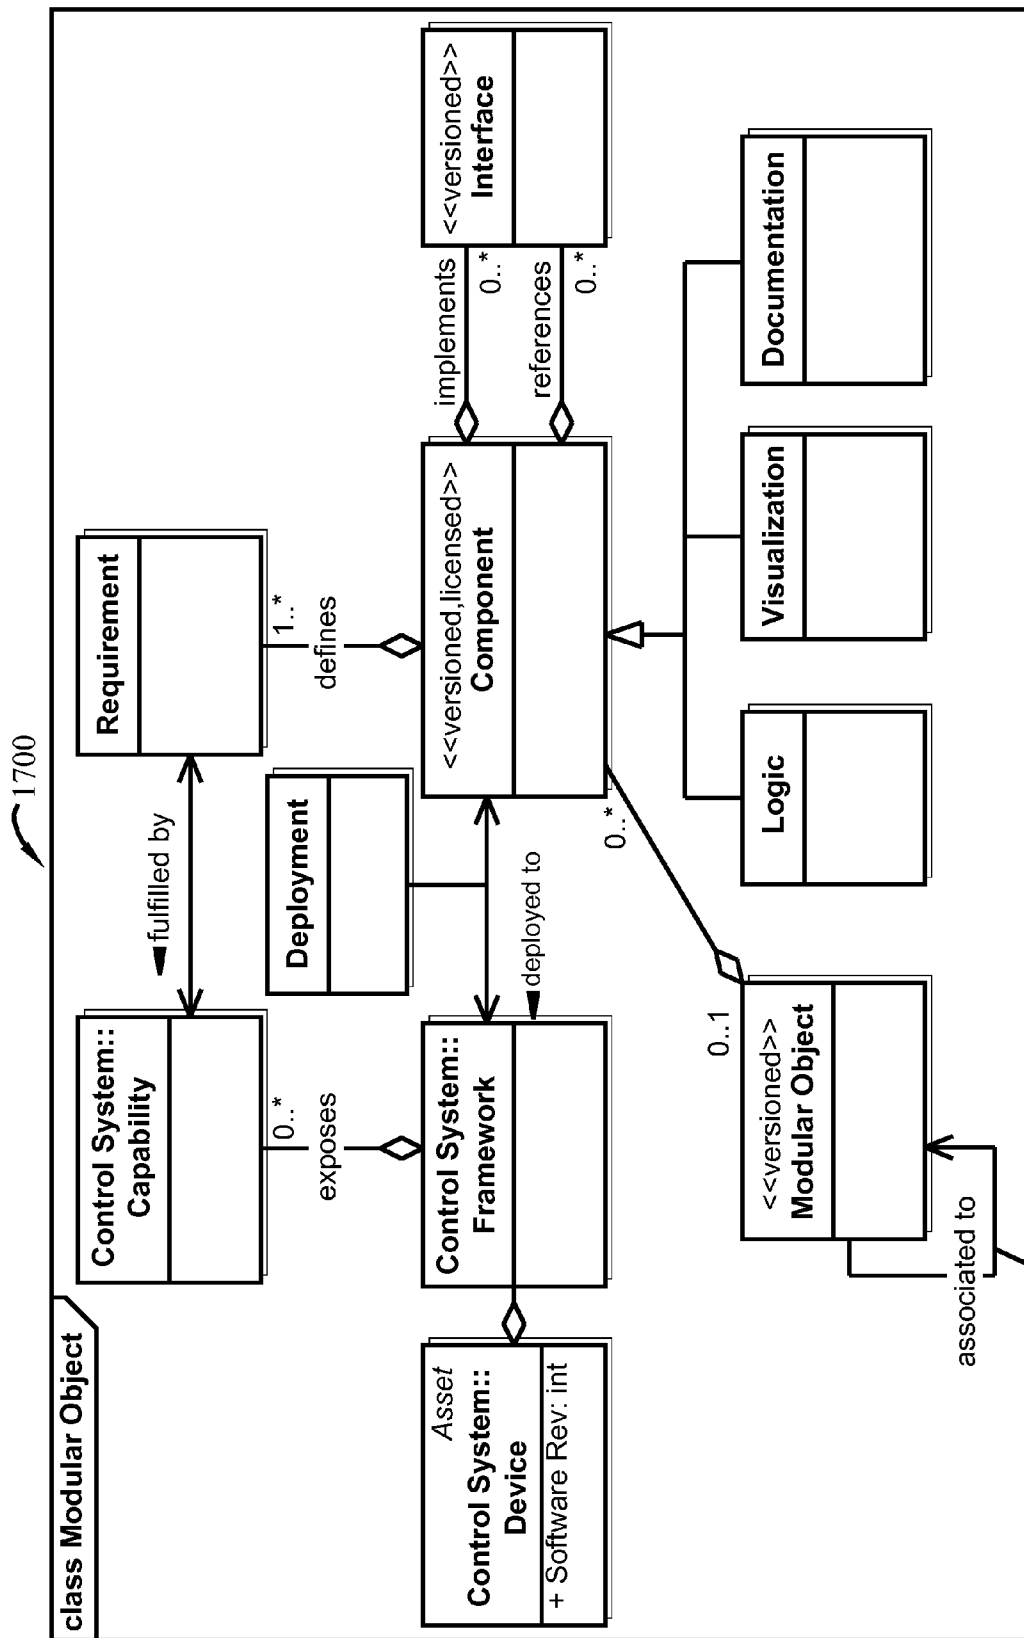 1700
class Modular Object
Control System::
Capability
fulfilled by
Requirement
0..*
exposes
1..*
defines
Deployment
Asset
Control System::
Device
+ Software Rev: int
Control System::
Framework
deployed to
<<versioned,licensed>>
Component
implements
0..*
references
0..*
<<versioned>>
Interface
0..1
0..*
<<versioned>>
Modular Object
associated to
Logic
Visualization
Documentation